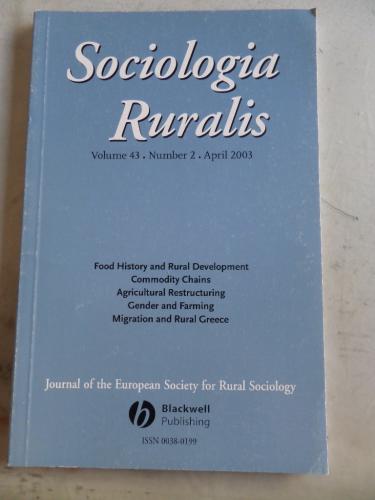 Sociologia
Ruralis
Volume 43 • Number 2 • April 2003
Food History and Rural Development
Commodity Chains
Agricultural Restructuring
Gender and Farming
Migration and Rural Greece
Journal of the European Society for Rural Sociology
b Blackwell
Publishing
ISSN 0038-0199